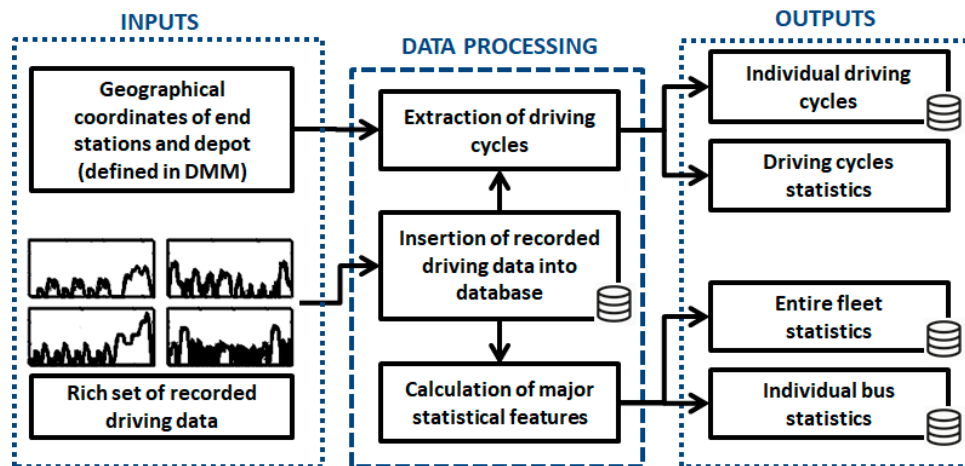 INPUTS
Geographical
coordinates of end
stations and depot
(defined in DMM)
Rich set of recorded
driving data
DATA PROCESSING
Extraction of driving
cycles
Insertion of recorded
driving data into
database
Calculation of major
statistical features
OUTPUTS
Individual driving
cycles
Driving cycles
statistics
Entire fleet
statistics
Individual bus
statistics